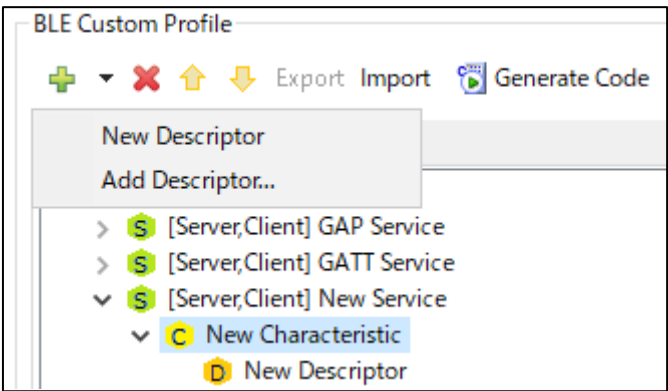 BLE Custom Profile
Export Import Generate Code
New Descriptor
Add Descriptor...
S [Server,Client] GAP Service
S [Server,Client] GATT Service
S [Server,Client] New Service
C New Characteristic
D New Descriptor